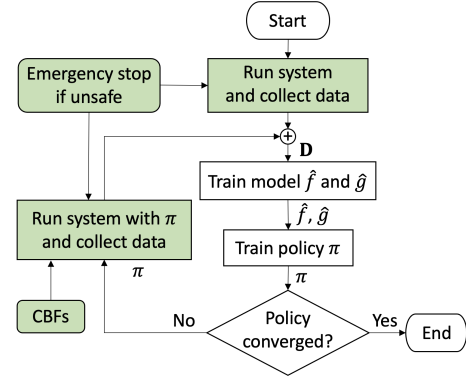 Start
Emergency stop
if unsafe
Run system
and collect data
+
D
Train model f̂ and ĝ
f̂, ĝ
Run system with π
and collect data
Train policy π
π
π
CBFs
No
Policy
converged?
Yes
End